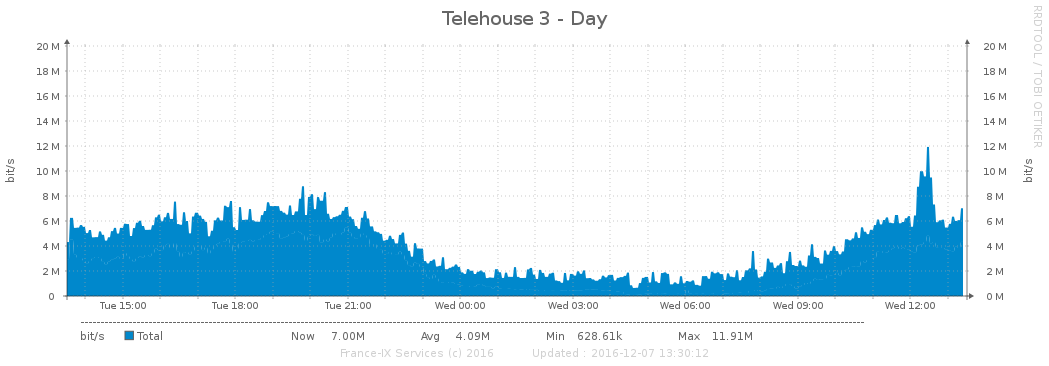 Telehouse 3 - Day
RRDTOOL / TOBI OETIKER
bit/s
bit/s
20 M 20 M
18 M 18 M
16 M 16 M
14 M 14 M
12 M 12 M
10 M 10 M
8 M 8 M
6 M 6 M
4 M 4 M
2 M 2 M
0 0 M
Tue 15:00 Tue 18:00 Tue 21:00 Wed 00:00 Wed 03:00 Wed 06:00 Wed 09:00 Wed 12:00
bit/s Total Now 7.00M Avg 4.09M Min 628.61k Max 11.91M
France-IX Services (c) 2016 Updated : 2016-12-07 13:30:12